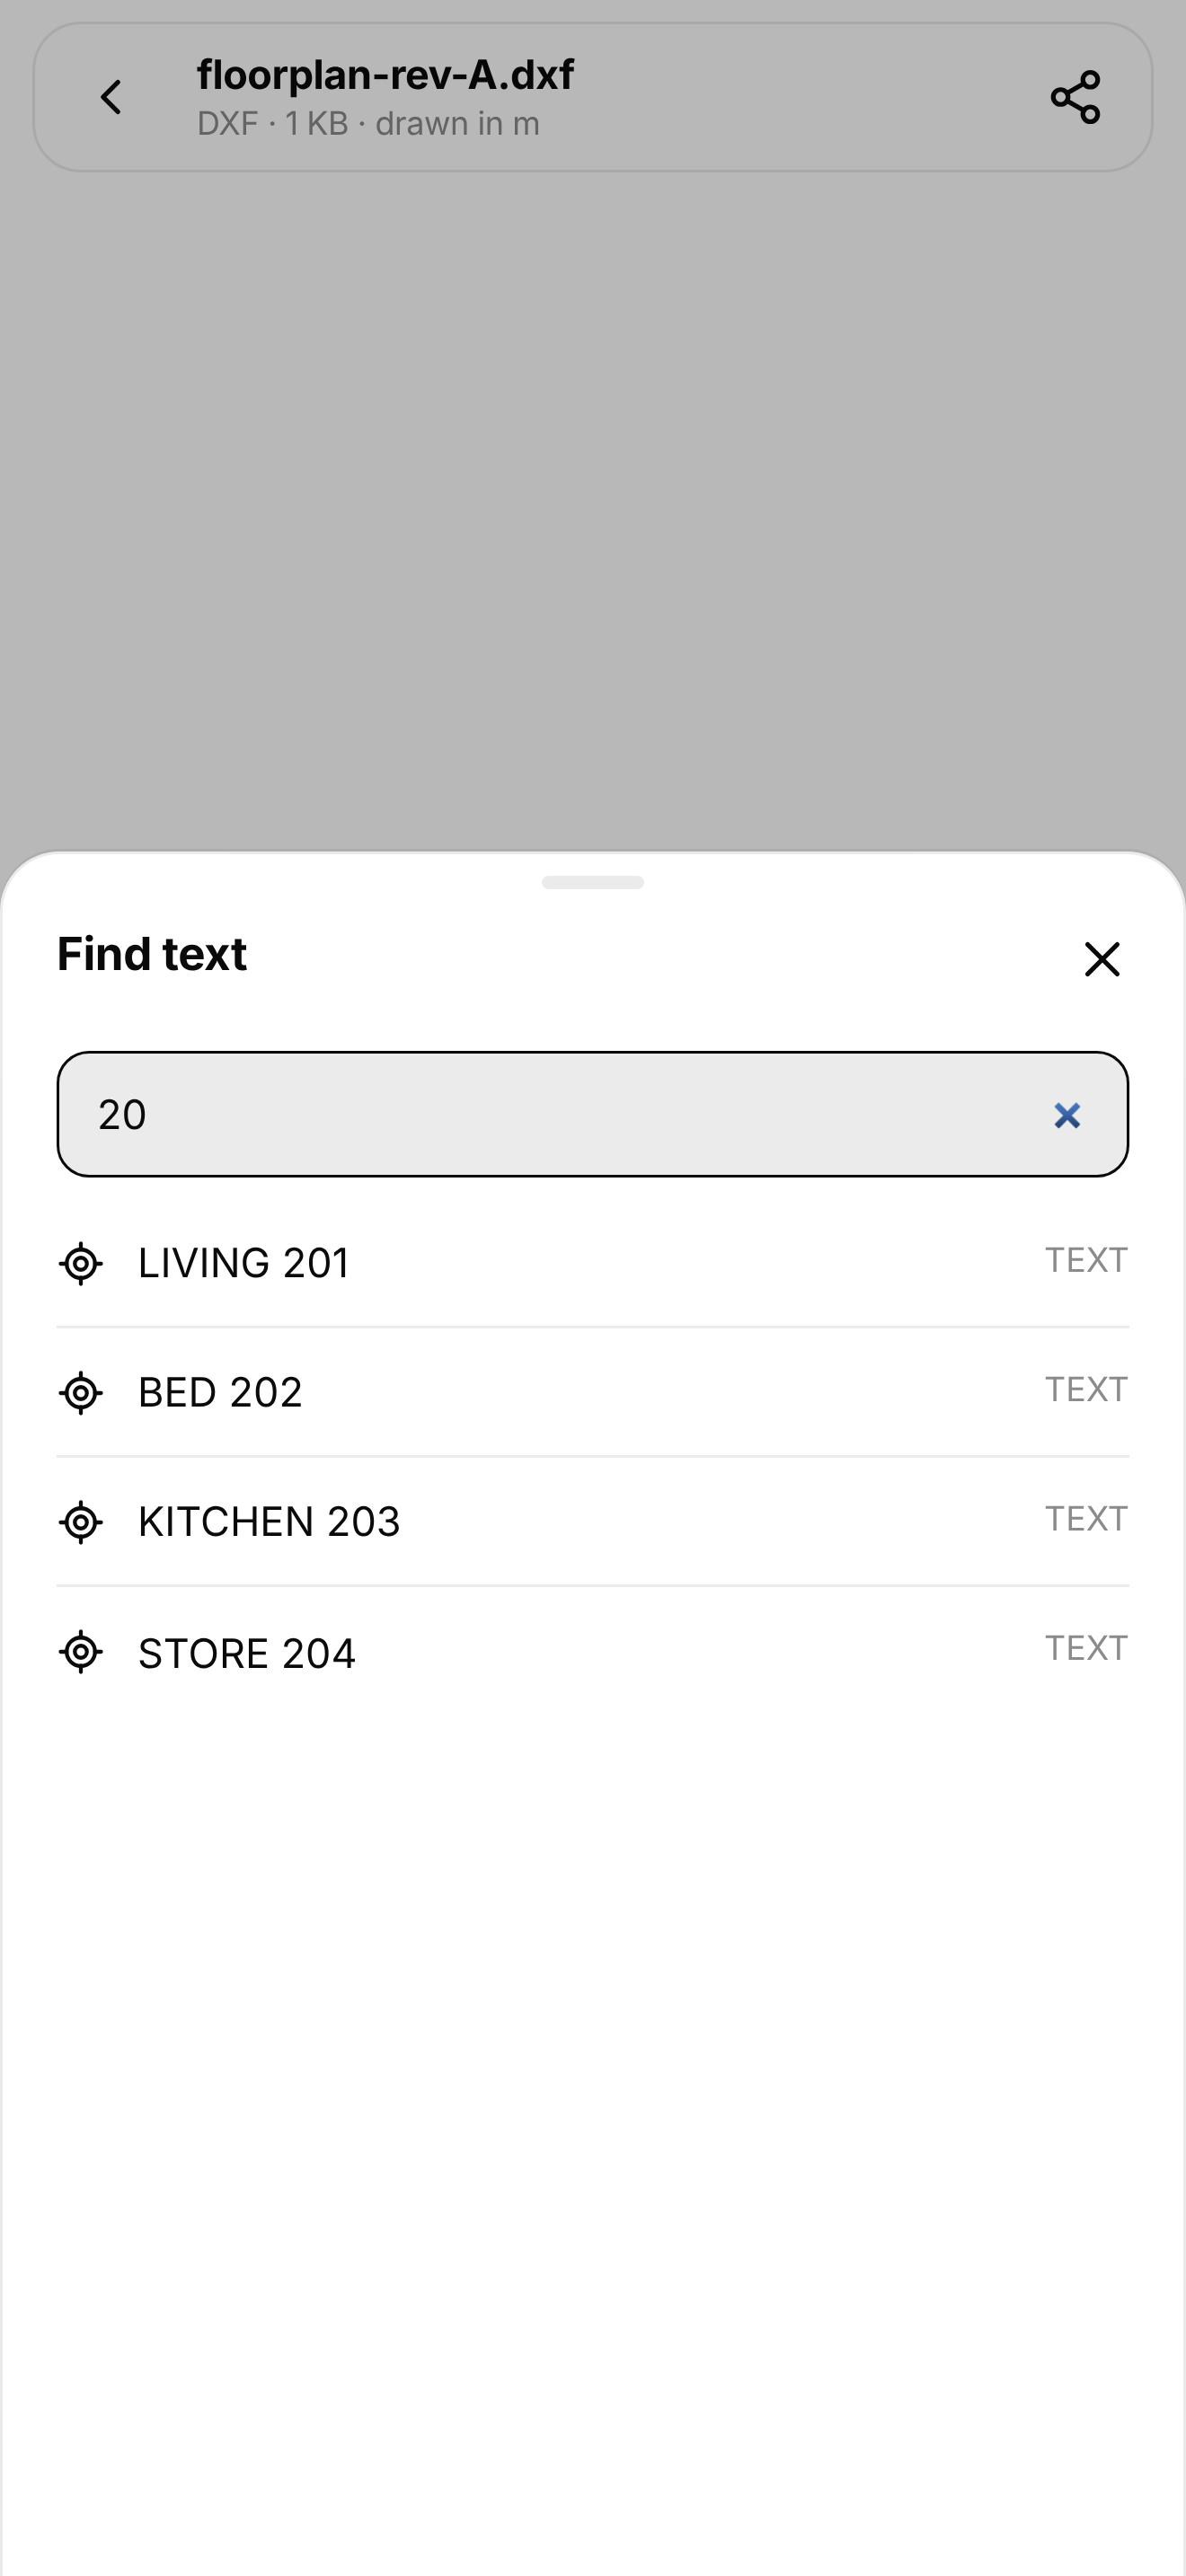 floorplan-rev-A.dxf
DXF · 1 KB · drawn in m
Find text
20
LIVING 201 TEXT
BED 202 TEXT
KITCHEN 203 TEXT
STORE 204 TEXT